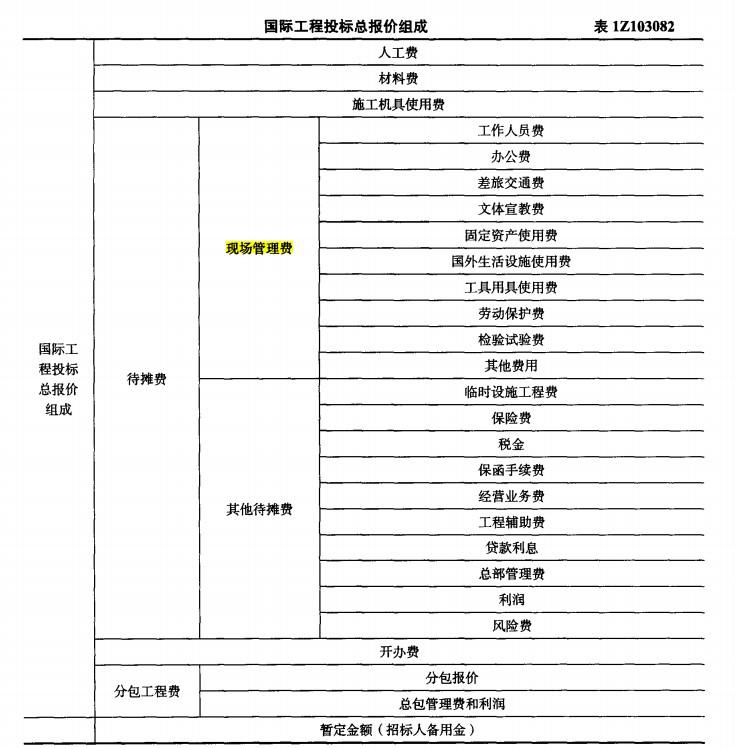 国际工程投标总报价组成 表 1Z103082
人工费
材料费
施工机具使用费
工作人员费
办公费
差旅交通费
文体宣教费
现场管理费
固定资产使用费
国外生活设施使用费
工具用具使用费
劳动保护费
检验试验费
其他费用
国际工
程投标
总报价
组成
待摊费
临时设施工程费
保险费
税金
保函手续费
其他待摊费
经营业务费
工程辅助费
贷款利息
总部管理费
利润
风险费
开办费
分包工程费
分包报价
总包管理费和利润
暂定金额（招标人备用金）